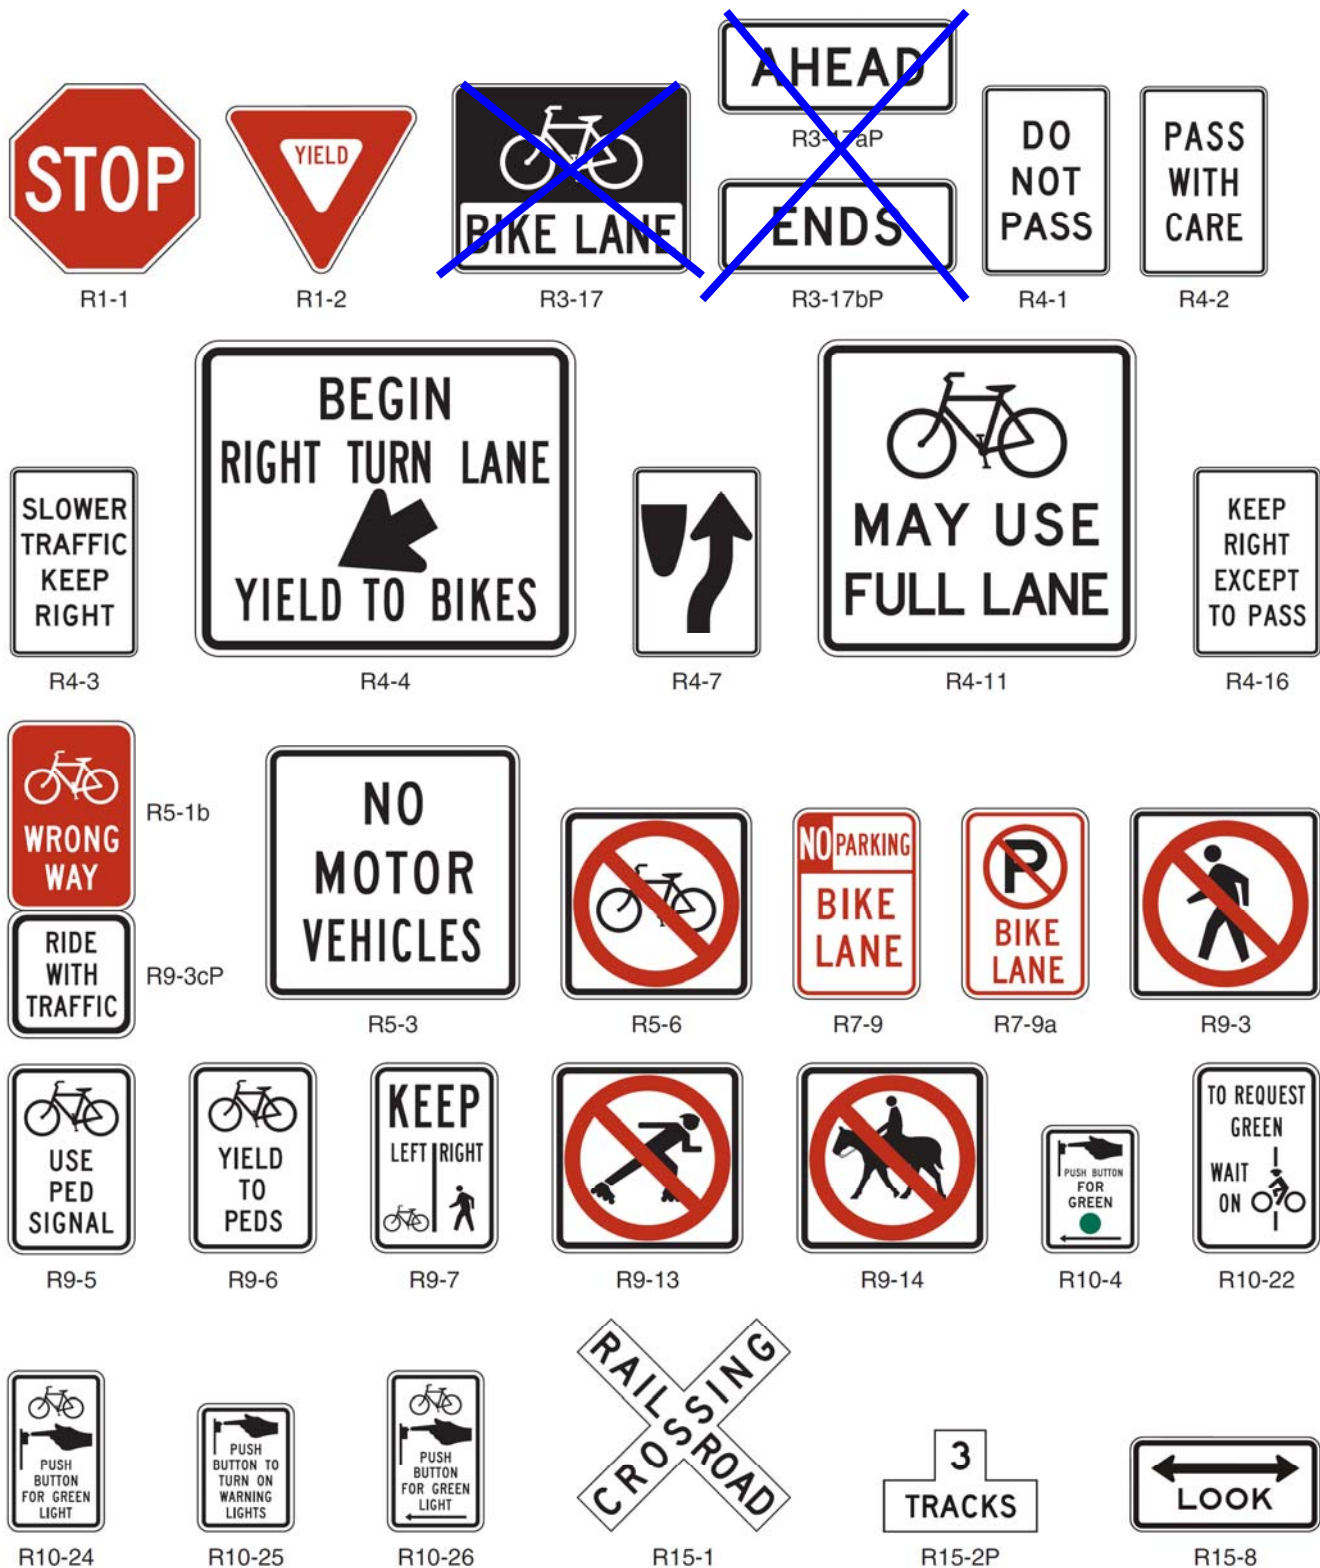 STOP
R1-1
YIELD
R1-2
BIKE LANE
R3-17
AHEAD
R3-17aP
ENDS
R3-17bP
DO
NOT
PASS
R4-1
PASS
WITH
CARE
R4-2
SLOWER
TRAFFIC
KEEP
RIGHT
R4-3
BEGIN
RIGHT TURN LANE
YIELD TO BIKES
R4-4
R4-7
MAY USE
FULL LANE
R4-11
KEEP
RIGHT
EXCEPT
TO PASS
R4-16
WRONG
WAY
R5-1b
RIDE
WITH
TRAFFIC
R9-3cP
NO
MOTOR
VEHICLES
R5-3
R5-6
NO PARKING
BIKE
LANE
R7-9
P
BIKE
LANE
R7-9a
R9-3
USE
PED
SIGNAL
R9-5
YIELD
TO
PEDS
R9-6
KEEP
LEFT RIGHT
R9-7
R9-13
R9-14
PUSH BUTTON
FOR
GREEN
R10-4
TO REQUEST
GREEN
WAIT
ON
R10-22
PUSH
BUTTON
FOR GREEN
LIGHT
R10-24
PUSH
BUTTON TO
TURN ON
WARNING
LIGHTS
R10-25
PUSH
BUTTON
FOR GREEN
LIGHT
R10-26
RAILROAD
CROSSING
R15-1
3
TRACKS
R15-2P
LOOK
R15-8